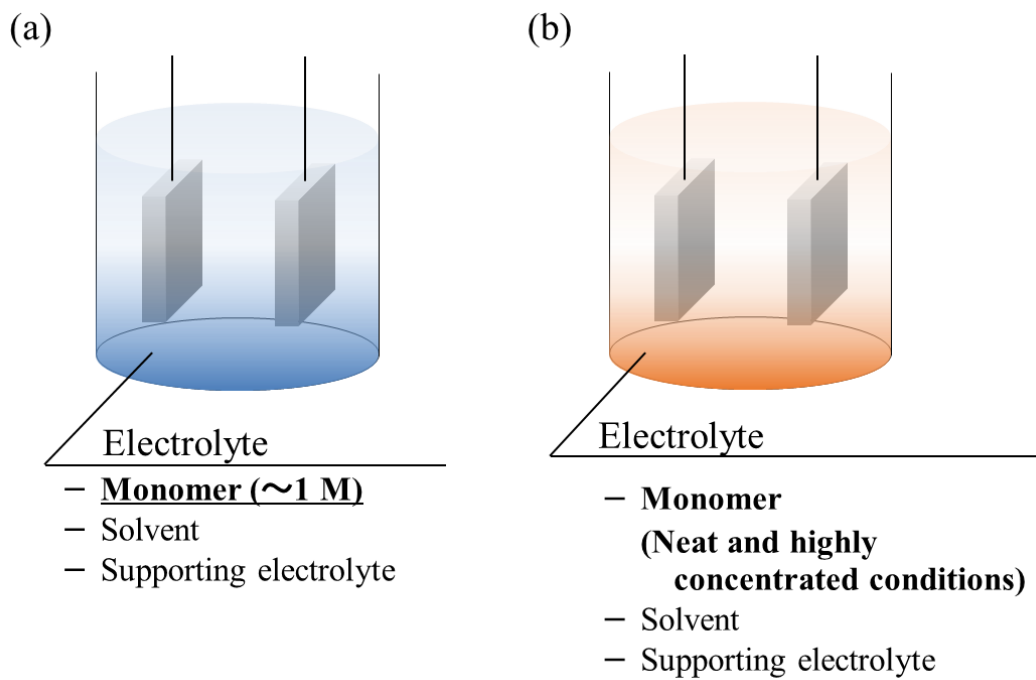 (a)
Electrolyte
− Monomer (～1 M)
− Solvent
− Supporting electrolyte
(b)
Electrolyte
− Monomer
(Neat and highly
concentrated conditions)
− Solvent
− Supporting electrolyte